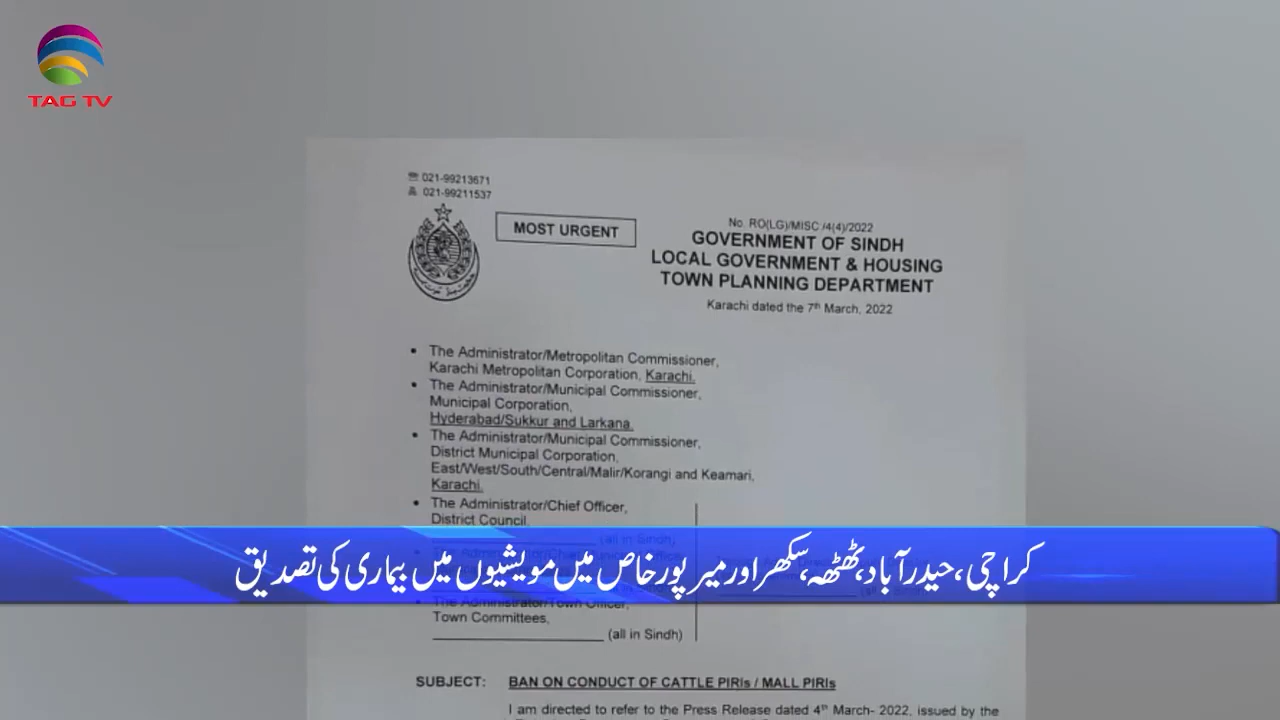 TAG TV
021-99213671
021-99211537
MOST URGENT
No. RO(LG)/MISC /4(4)/2022
GOVERNMENT OF SINDH
LOCAL GOVERNMENT & HOUSING
TOWN PLANNING DEPARTMENT
Karachi dated the 7th March, 2022
• The Administrator/Metropolitan Commissioner,
Karachi Metropolitan Corporation, Karachi.
• The Administrator/Municipal Commissioner,
Municipal Corporation,
Hyderabad/Sukkur and Larkana.
• The Administrator/Municipal Commissioner,
District Municipal Corporation,
East/West/South/Central/Malir/Korangi and Keamari,
Karachi.
• The Administrator/Chief Officer,
District Council.
(all in Sindh)
کراچی، حیدرآباد، ٹھٹھہ، سکھر اور میرپور خاص میں مویشیوں میں بیماری کی تصدیق
The Administrator/Town Officer,
Town Committees,
(all in Sindh)
SUBJECT: BAN ON CONDUCT OF CATTLE PIRIs / MALL PIRIs
I am directed to refer to the Press Release dated 4th March- 2022, issued by the